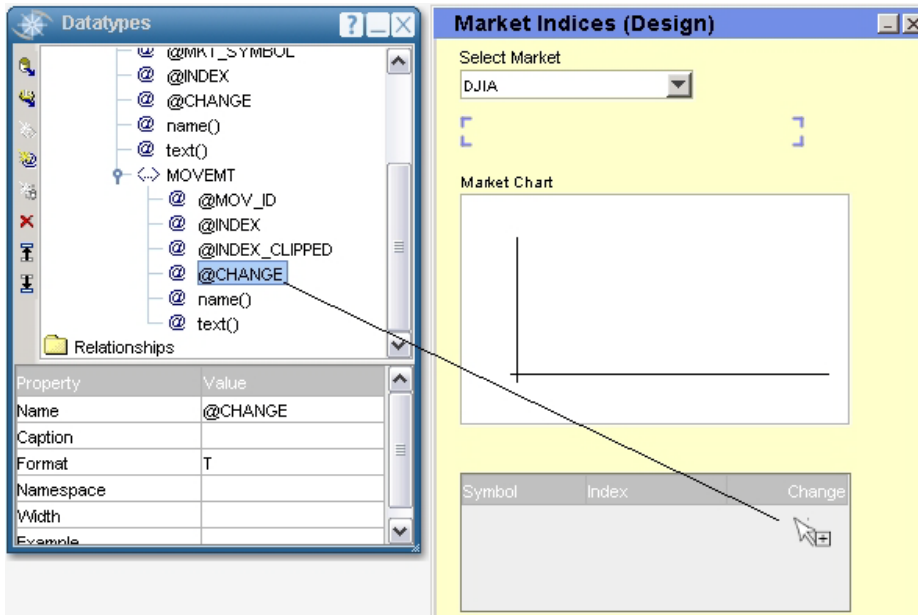 Datatypes
@MKT_SYMBOL
@INDEX
@CHANGE
name()
text()
<..> MOVEMT
@MOV_ID
@INDEX
@INDEX_CLIPPED
@CHANGE
name()
text()
Relationships
Property Value
Name @CHANGE
Caption
Format T
Namespace
Width
Example
Market Indices (Design)
Select Market
DJIA
Market Chart
Symbol Index Change